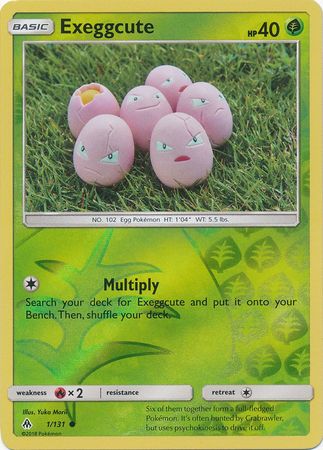 BASIC Exeggcute HP40
NO. 102 Egg Pokémon HT: 1'04" WT: 5.5 lbs.
Multiply
Search your deck for Exeggcute and put it onto your
Bench. Then, shuffle your deck.
weakness ×2 resistance retreat
Illus. Yuka Morii
1/131
©2018 Pokémon
Six of them together form a full-fledged
Pokémon. It's often hunted by Crabrawler,
but uses psychokinesis to drive it off.